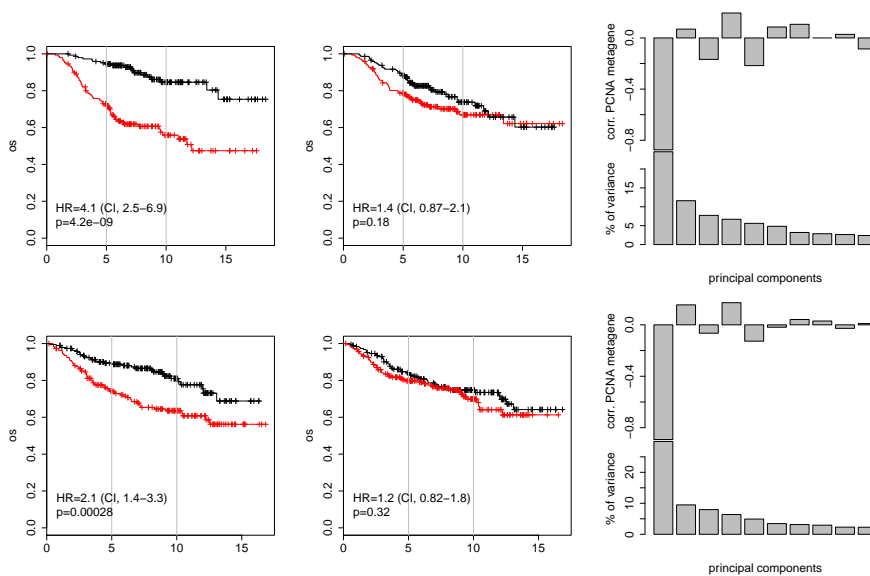 os
1.0
0.8
0.6
0.4
0.2
0.0
HR=4.1 (CI, 2.5−6.9)
p=4.2e−09
0 5 10 15
1.0
0.8
0.6
0.4
0.2
0.0
HR=1.4 (CI, 0.87−2.1)
p=0.18
0 5 10 15
corr. PCNA metagene
0.0
−0.4
−0.8
% of variance
15
5
0
principal components
os
1.0
0.8
0.6
0.4
0.2
0.0
HR=2.1 (CI, 1.4−3.3)
p=0.00028
0 5 10 15
os
1.0
0.8
0.6
0.4
0.2
0.0
HR=1.2 (CI, 0.82−1.8)
p=0.32
0 5 10 15
corr. PCNA metagene
0.0
−0.4
−0.8
% of variance
20
10
0
principal components